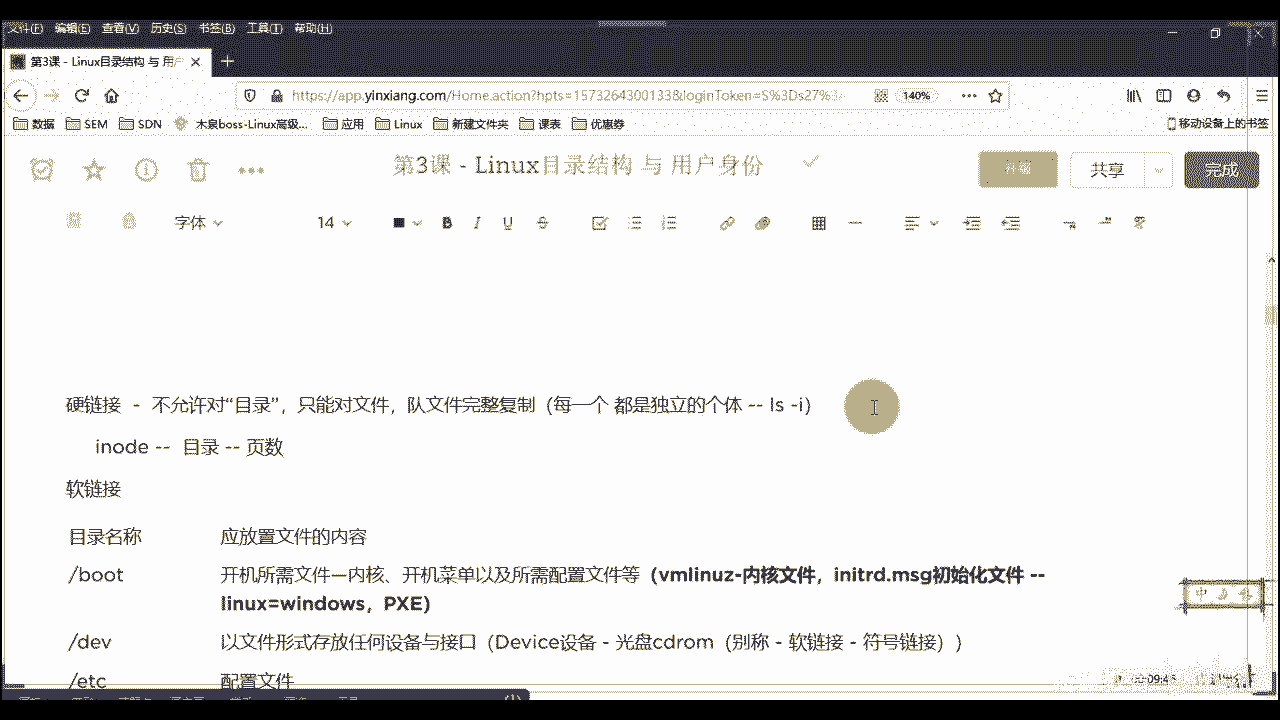 文件(F) 编辑(E) 查看(V) 历史(S) 书签(B) 工具(T) 帮助(H)
第3课 - Linux目录结构 与 用户
https://app.yinxiang.com/Home.action?hpts=1573264300133&loginToken=S%3Ds27%3 140%
数据 SEM SDN 木泉boss-Linux高级... 应用 Linux 新建文件夹 课表 优惠券 移动设备上的书签
第3课 - Linux目录结构 与 用户身份 共享 完成
字体 14 B I U
硬链接 - 不允许对“目录”，只能对文件，队文件完整复制（每一个 都是独立的个体 -- ls -i）
inode -- 目录 -- 页数
软链接
目录名称 应放置文件的内容
/boot 开机所需文件—内核、开机菜单以及所需配置文件等（vmlinuz-内核文件，initrd.msg初始化文件 --
linux=windows，PXE)
/dev 以文件形式存放任何设备与接口（Device设备 - 光盘cdrom（别称 - 软链接 - 符号链接））
/etc 配置文件
中